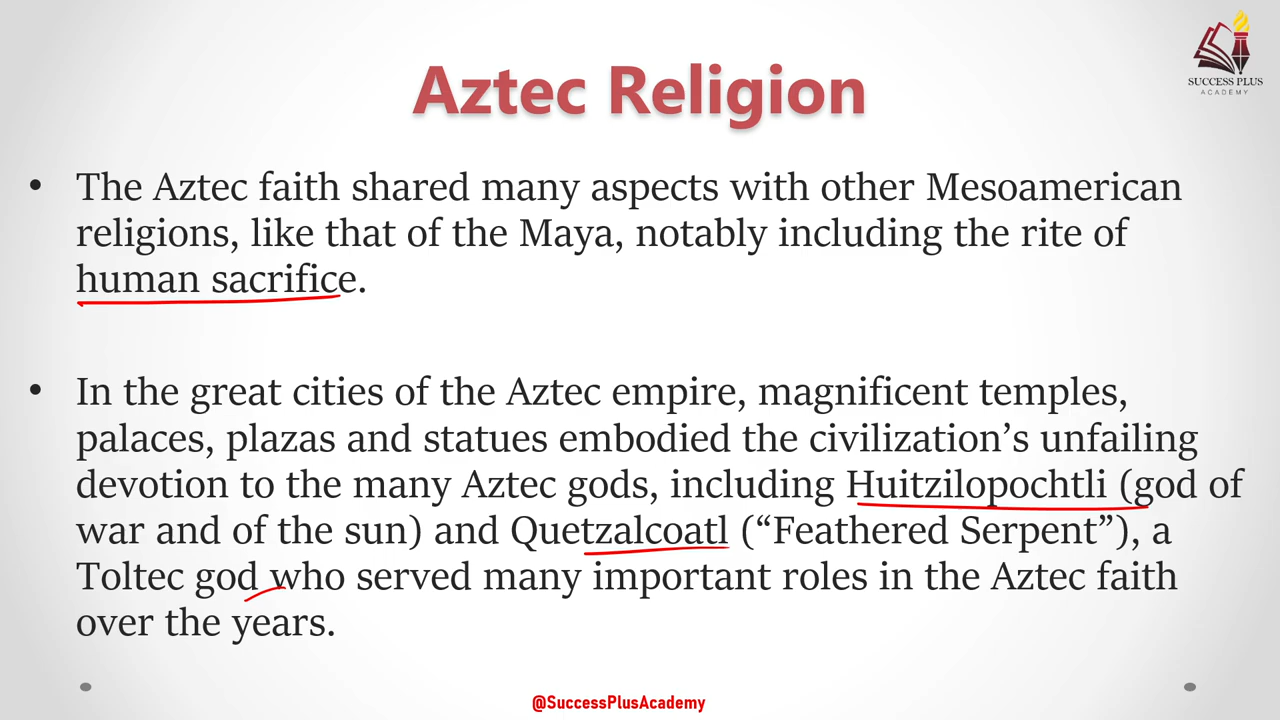 SUCCESS PLUS
ACADEMY
Aztec Religion
• The Aztec faith shared many aspects with other Mesoamerican
religions, like that of the Maya, notably including the rite of
human sacrifice.
• In the great cities of the Aztec empire, magnificent temples,
palaces, plazas and statues embodied the civilization’s unfailing
devotion to the many Aztec gods, including Huitzilopochtli (god of
war and of the sun) and Quetzalcoatl (“Feathered Serpent”), a
Toltec god who served many important roles in the Aztec faith
over the years.
@SuccessPlusAcademy